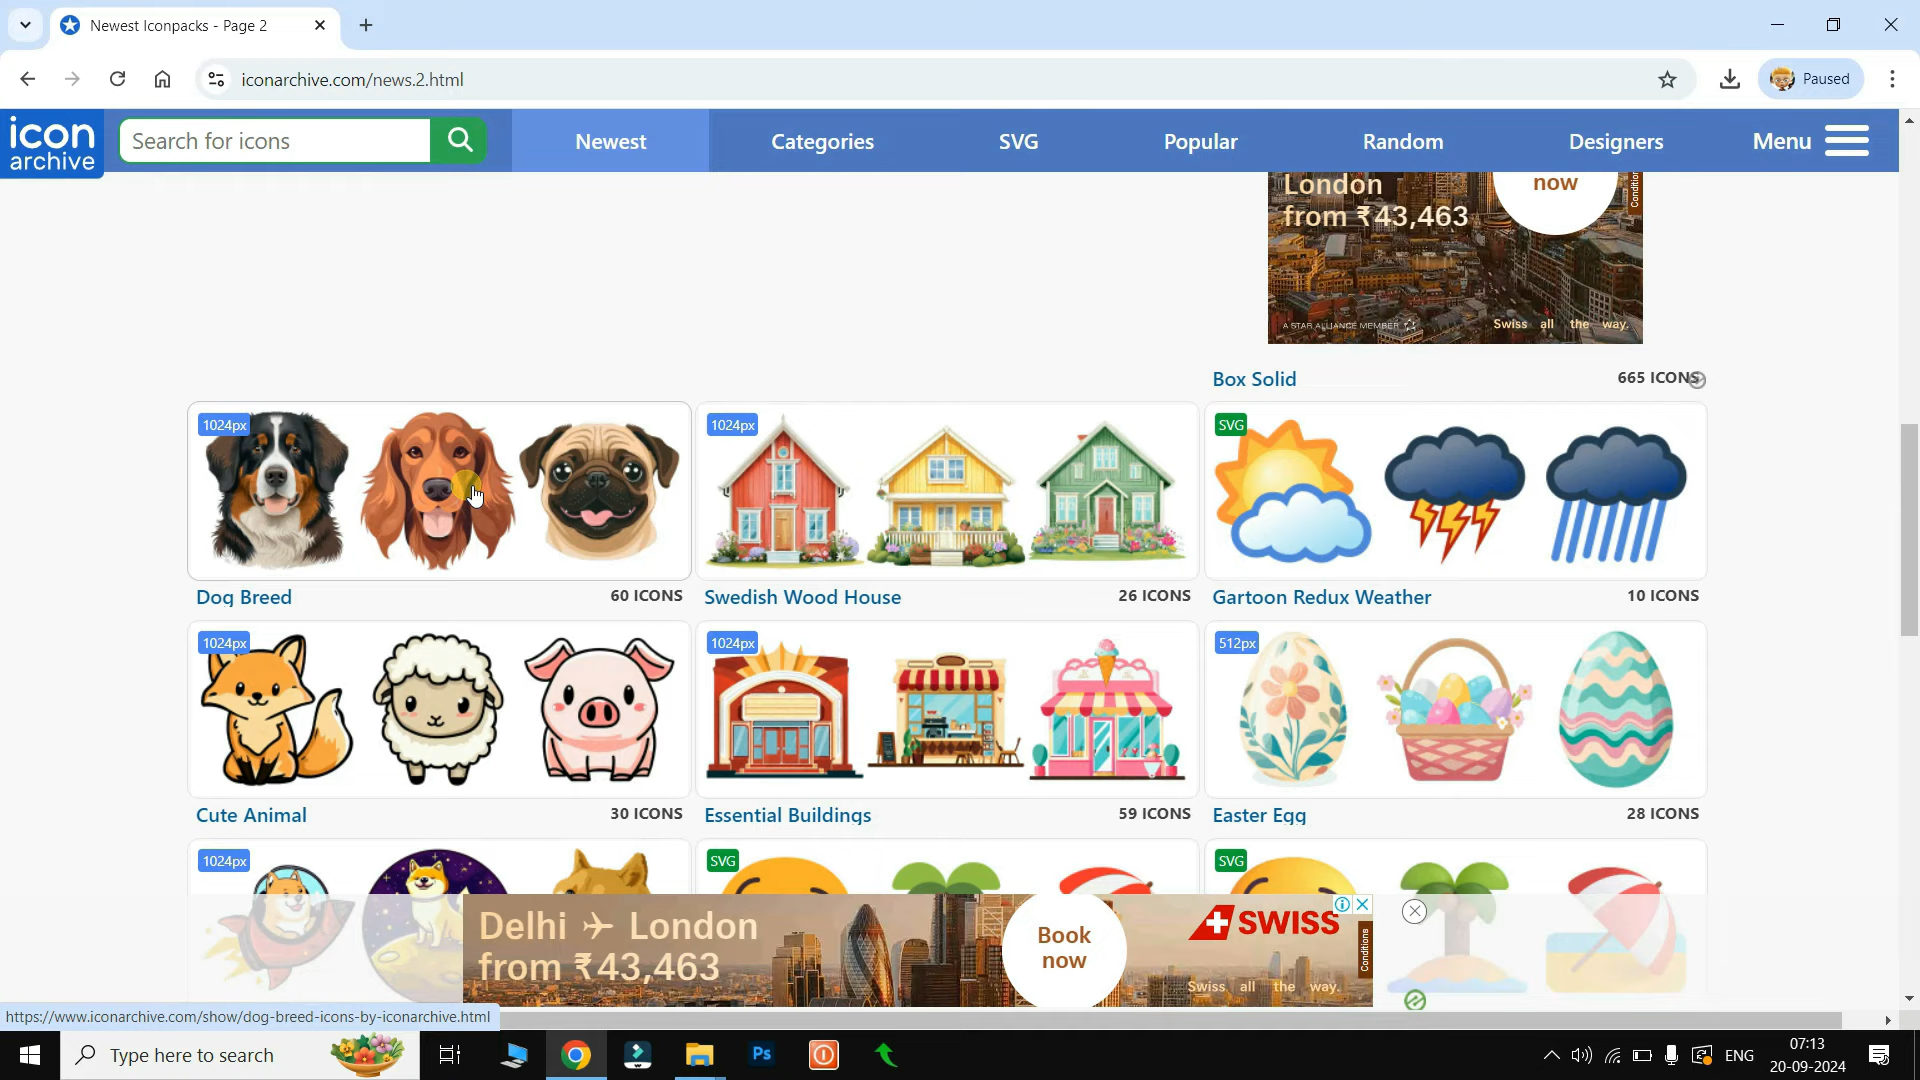 Newest Iconpacks - Page 2
iconarchive.com/news.2.html
Paused
icon
archive
Search for icons
Newest
Categories
SVG
Popular
Random
Designers
Menu
London
from ₹43,463
now
A STAR ALLIANCE MEMBER
Swiss all the way.
Box Solid
665 ICONS
1024px
1024px
SVG
Dog Breed
60 ICONS
Swedish Wood House
26 ICONS
Gartoon Redux Weather
10 ICONS
1024px
1024px
512px
Cute Animal
30 ICONS
Essential Buildings
59 ICONS
Easter Egg
28 ICONS
1024px
SVG
SVG
Delhi ✈ London
from ₹43,463
Book
now
SWISS
Swiss all the way.
Conditions
https://www.iconarchive.com/show/dog-breed-icons-by-iconarchive.html
Type here to search
Ps
ENG
07:13
20-09-2024